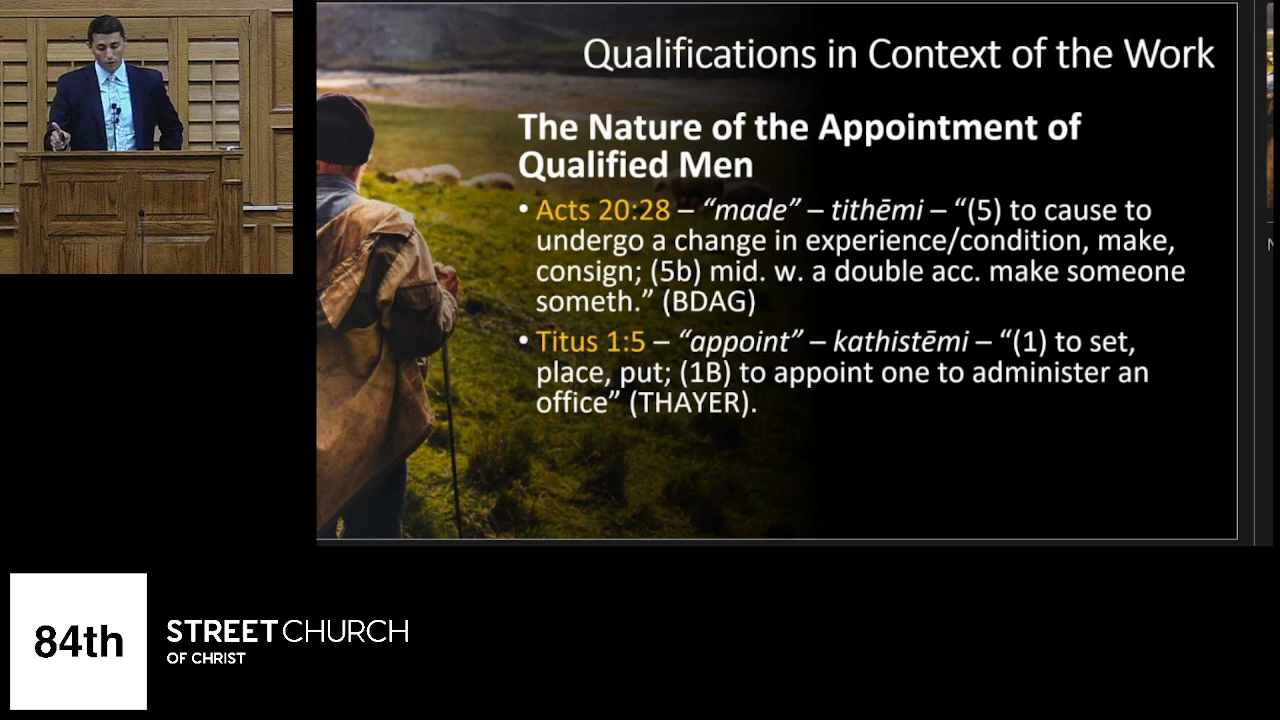 Qualifications in Context of the Work
The Nature of the Appointment of
Qualified Men
• Acts 20:28 – “made” – tithēmi – “(5) to cause to
undergo a change in experience/condition, make,
consign; (5b) mid. w. a double acc. make someone
someth.” (BDAG)
• Titus 1:5 – “appoint” – kathistēmi – “(1) to set,
place, put; (1B) to appoint one to administer an
office” (THAYER).
84th
STREET CHURCH
OF CHRIST